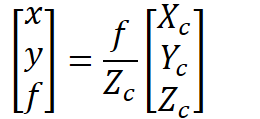 [x y f] = f/Z_c [X_c Y_c Z_c]